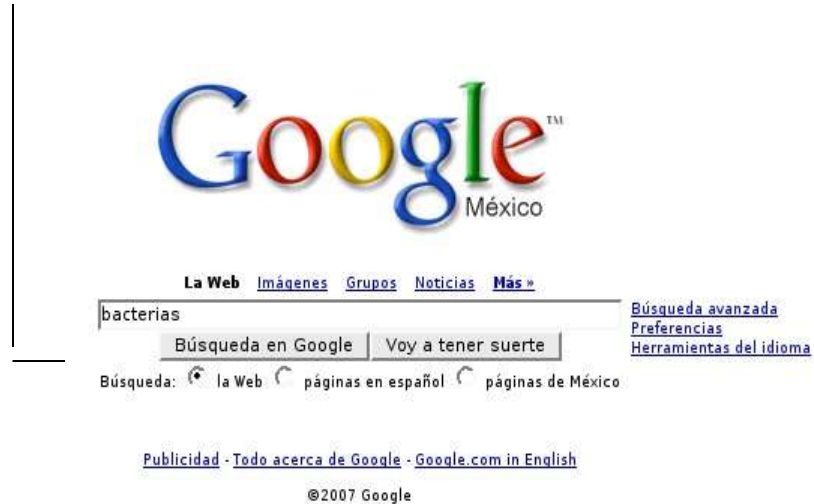 Google™
México
La Web Imágenes Grupos Noticias Más »
bacterias
Búsqueda avanzada
Preferencias
Herramientas del idioma
Búsqueda en Google Voy a tener suerte
Búsqueda: la Web páginas en español páginas de México
Publicidad - Todo acerca de Google - Google.com in English
©2007 Google